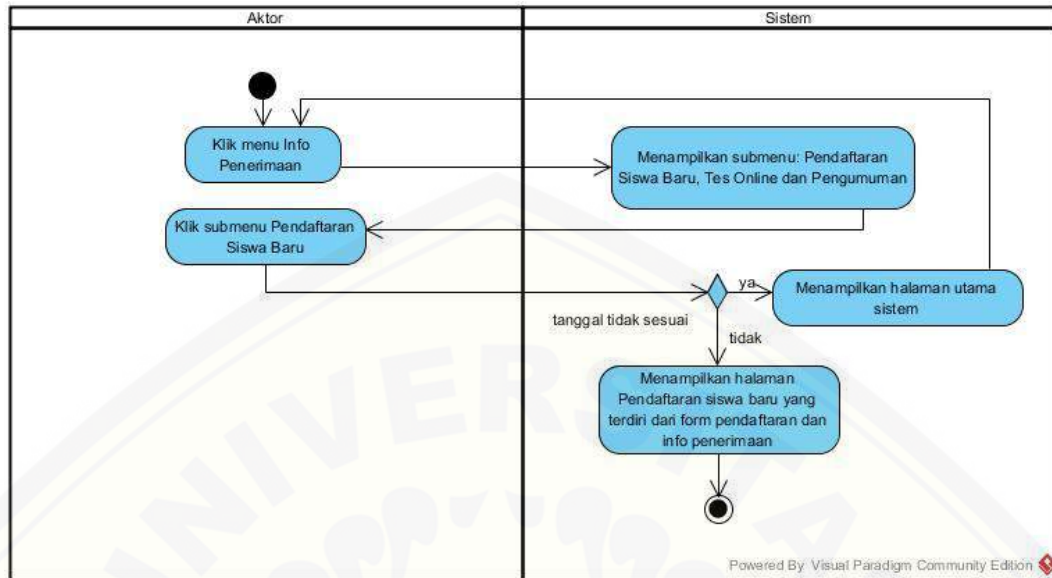 Aktor
Sistem
Klik menu Info
Penerimaan
Menampilkan submenu: Pendaftaran
Siswa Baru, Tes Online dan Pengumuman
Klik submenu Pendaftaran
Siswa Baru
ya
Menampilkan halaman utama
sistem
tanggal tidak sesuai
tidak
Menampilkan halaman
Pendaftaran siswa baru yang
terdiri dari form pendaftaran dan
info penerimaan
UNIVERSITA
Powered By Visual Paradigm Community Edition